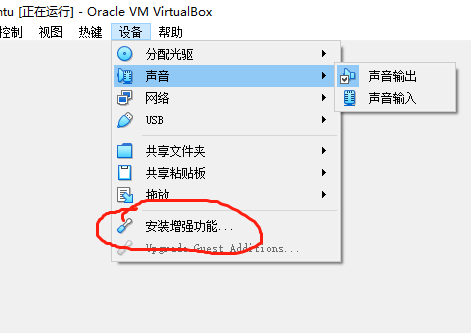 ntu [正在运行] - Oracle VM VirtualBox
控制 视图 热键 设备 帮助
分配光驱
声音
声音输出
声音输入
网络
USB
共享文件夹
共享粘贴板
拖放
安装增强功能...
Upgrade Guest Additions...